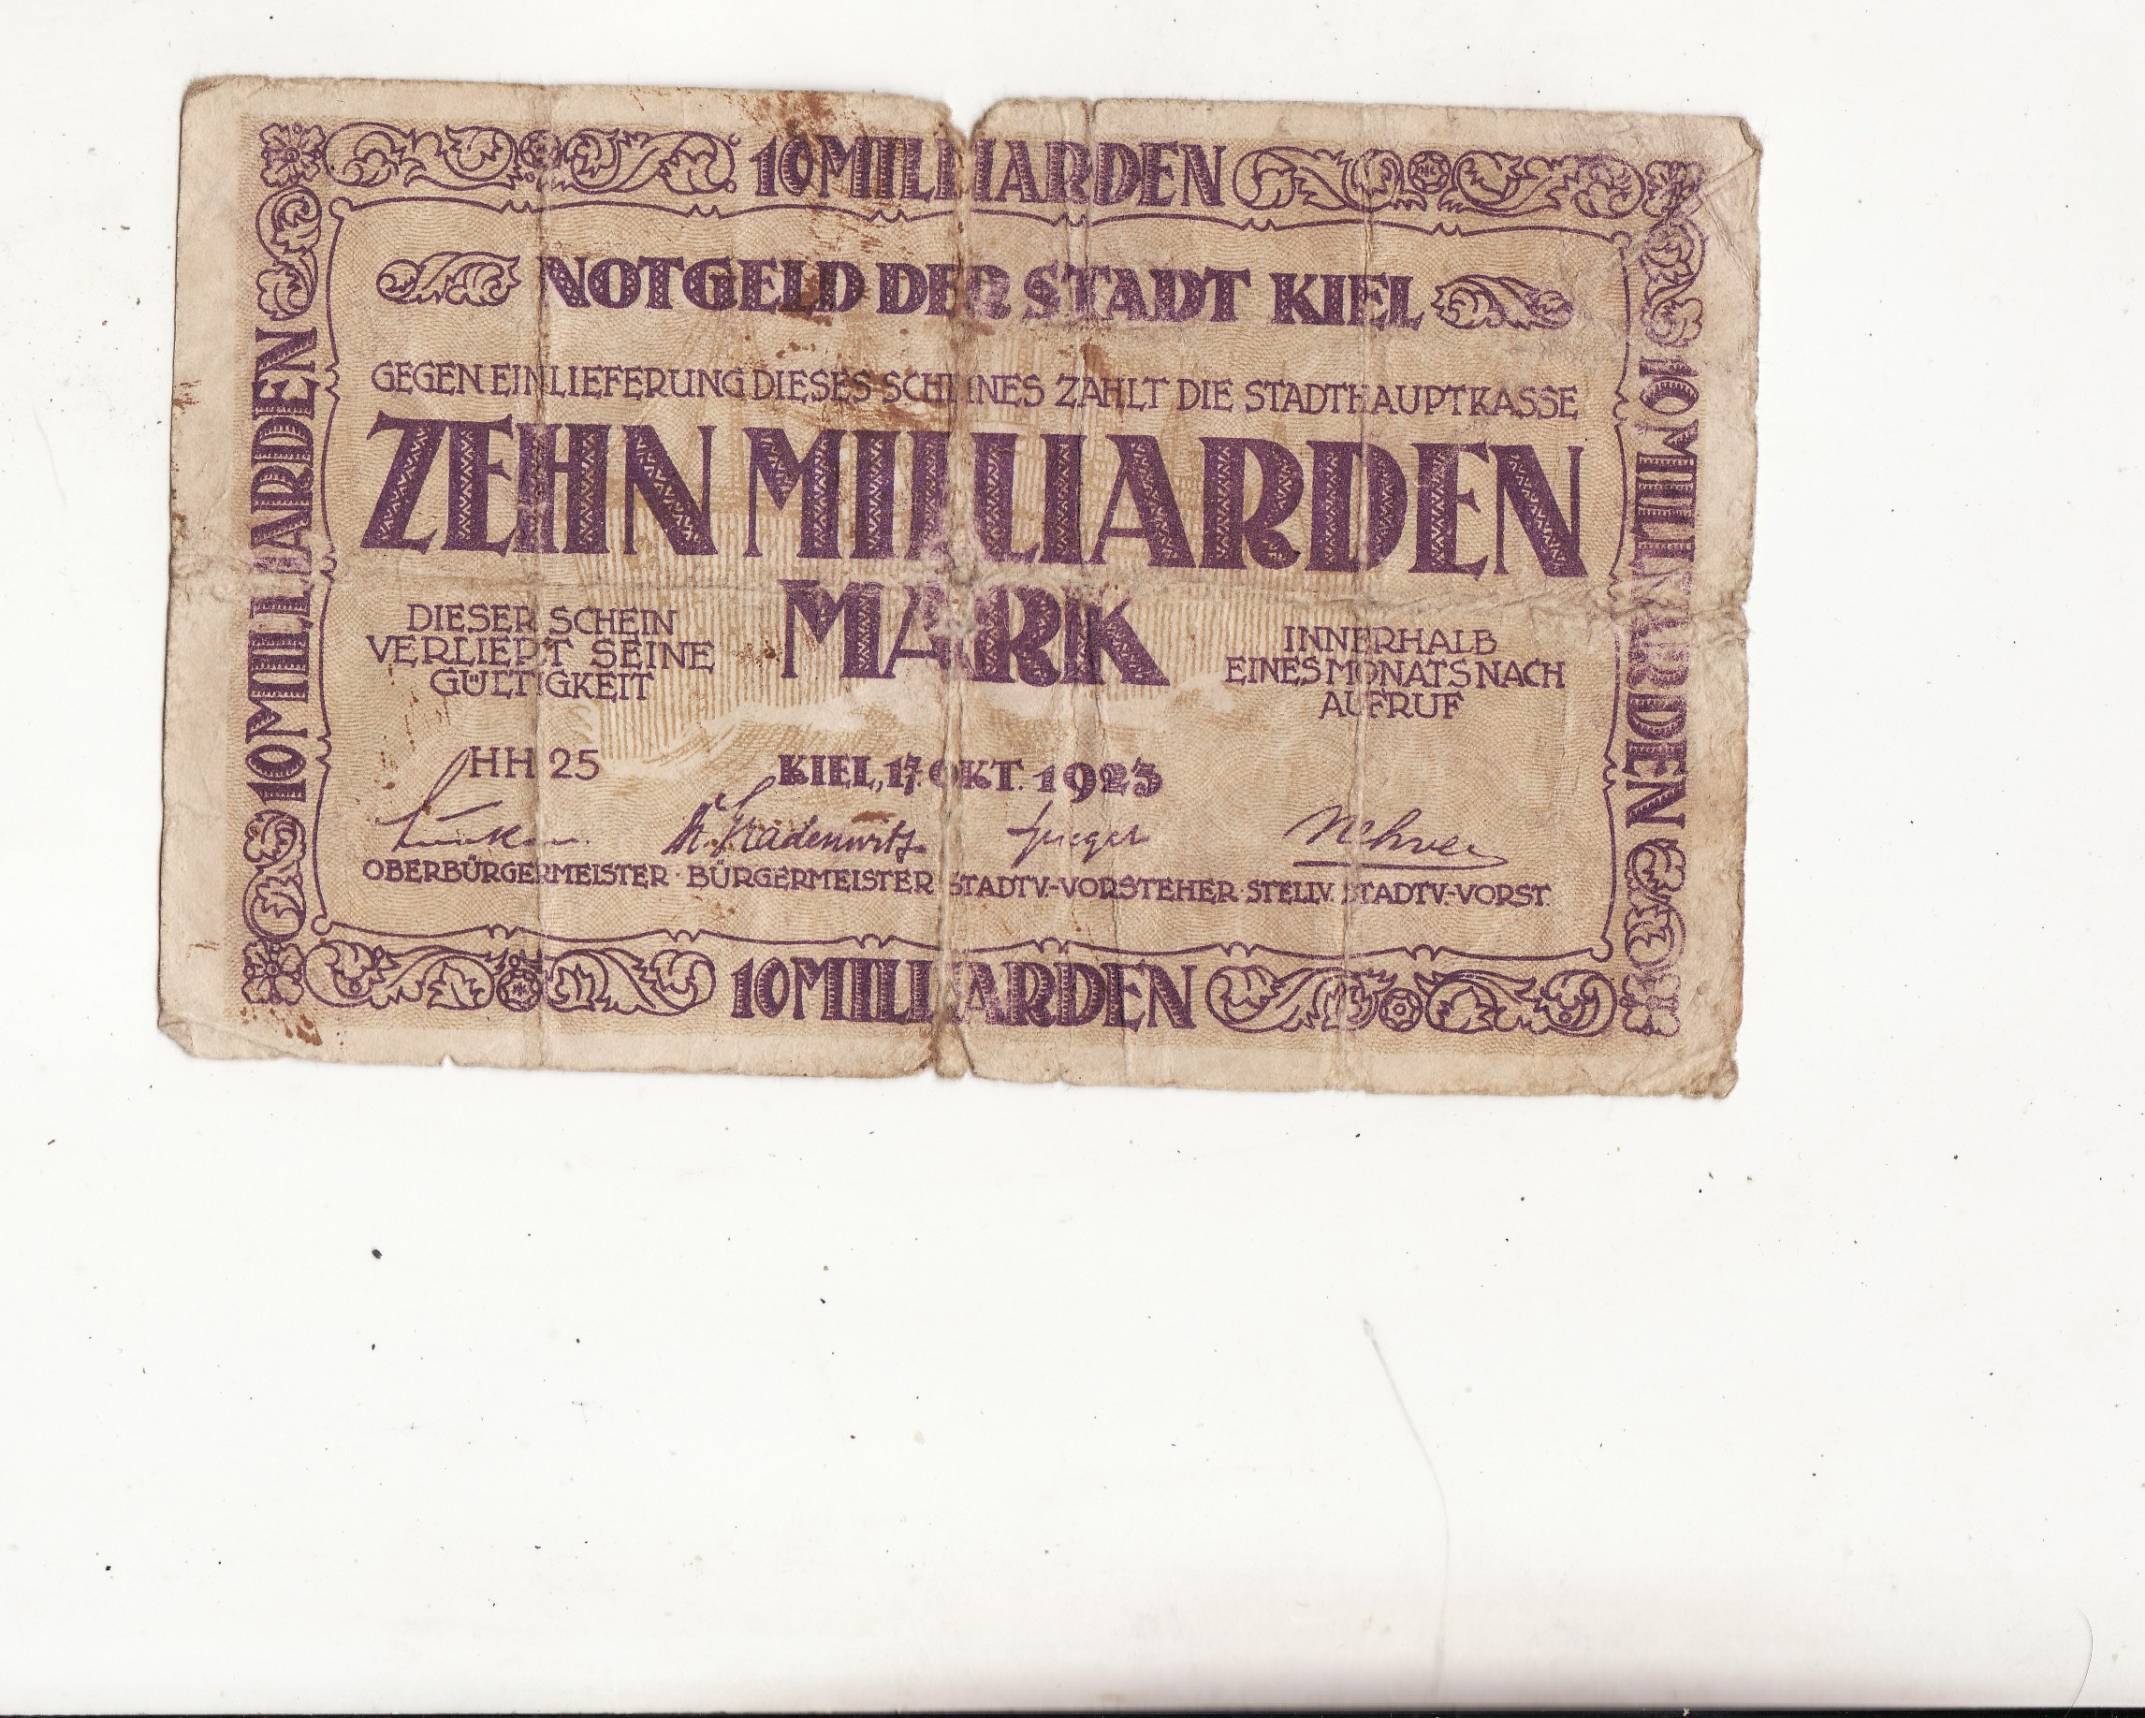 10 MILLIARDEN
NOTGELD DER STADT KIEL
GEGEN EINLIEFERUNG DIESES SCHEINES ZAHLT DIE STADTHAUPTKASSE
ZEHN MILLIARDEN
MARK
DIESER SCHEIN
VERLIERT SEINE
GÜLTIGKEIT
INNERHALB
EINES MONATS NACH
AUFRUF
HH 25
KIEL, 17. OKT. 1923
OBERBÜRGERMEISTER · BÜRGERMEISTER STADTV.-VORSTEHER · STELLV. STADTV.-VORST.
10 MILLIARDEN
10 MILLIARDEN
10 MILLIARDEN